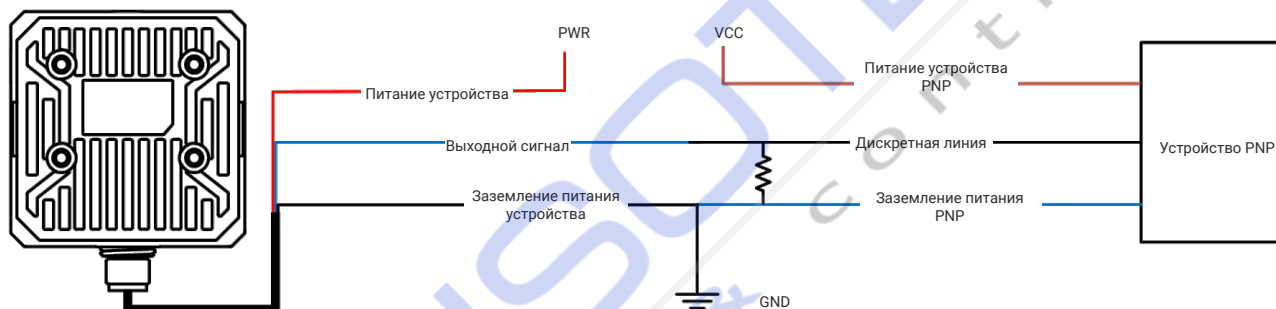 PWR
VCC
Питание устройства
Питание устройства
PNP
Выходной сигнал
Дискретная линия
Устройство PNP
Заземление питания
устройства
Заземление питания
PNP
GND